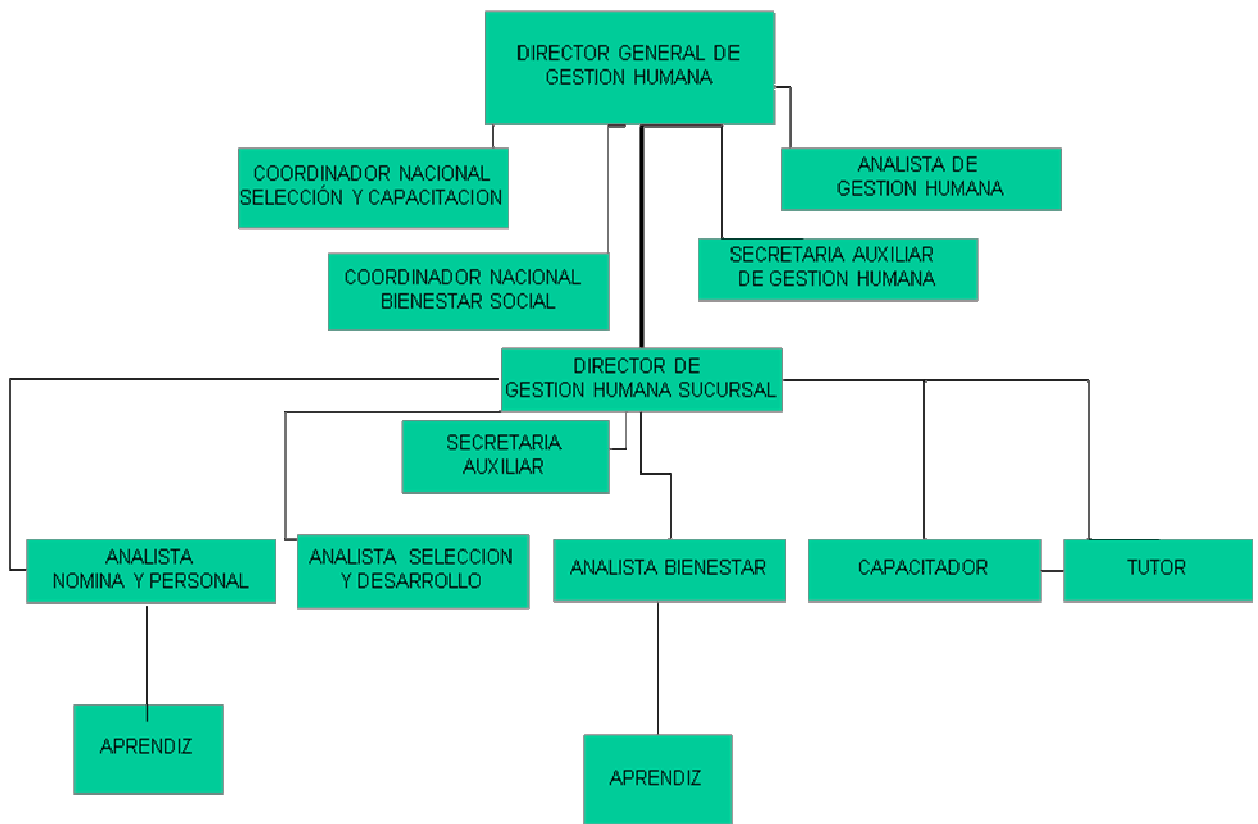 DIRECTOR GENERAL DE
GESTION HUMANA
COORDINADOR NACIONAL
SELECCIÓN Y CAPACITACION
ANALISTA DE
GESTION HUMANA
SECRETARIA AUXILIAR
DE GESTION HUMANA
COORDINADOR NACIONAL
BIENESTAR SOCIAL
DIRECTOR DE
GESTION HUMANA SUCURSAL
SECRETARIA
AUXILIAR
ANALISTA
NOMINA Y PERSONAL
ANALISTA SELECCION
Y DESARROLLO
ANALISTA BIENESTAR
CAPACITADOR
TUTOR
APRENDIZ
APRENDIZ